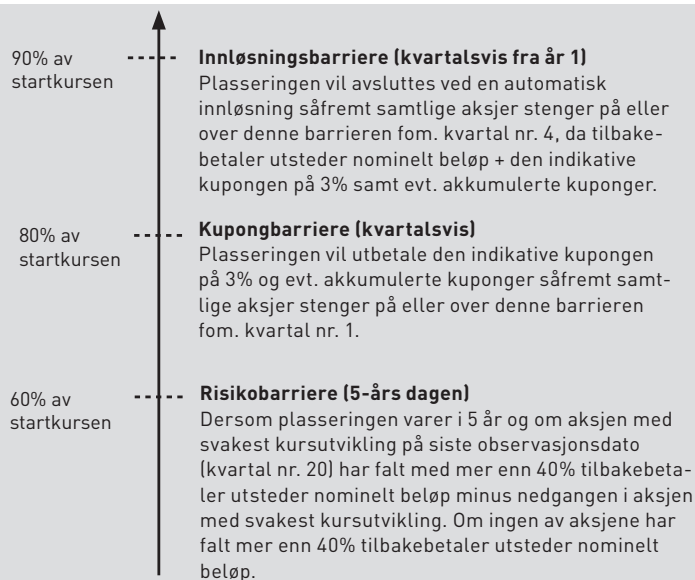 90% av
startkursen
Innløsningsbarriere (kvartalsvis fra år 1)
Plasseringen vil avsluttes ved en automatisk
innløsning såfremt samtlige aksjer stenger på eller
over denne barrieren fom. kvartal nr. 4, da tilbake-
betaler utsteder nominelt beløp + den indikative
kupongen på 3% samt evt. akkumulerte kuponger.
80% av
startkursen
Kupongbarriere (kvartalsvis)
Plasseringen vil utbetale den indikative kupongen
på 3% og evt. akkumulerte kuponger såfremt samt-
lige aksjer stenger på eller over denne barrieren
fom. kvartal nr. 1.
60% av
startkursen
Risikobarriere (5-års dagen)
Dersom plasseringen varer i 5 år og om aksjen med
svakest kursutvikling på siste observasjonsdato
(kvartal nr. 20) har falt med mer enn 40% tilbakebeta-
ler utsteder nominelt beløp minus nedgangen i aksjen
med svakest kursutvikling. Om ingen av aksjene har
falt mer enn 40% tilbakebetaler utsteder nominelt
beløp.